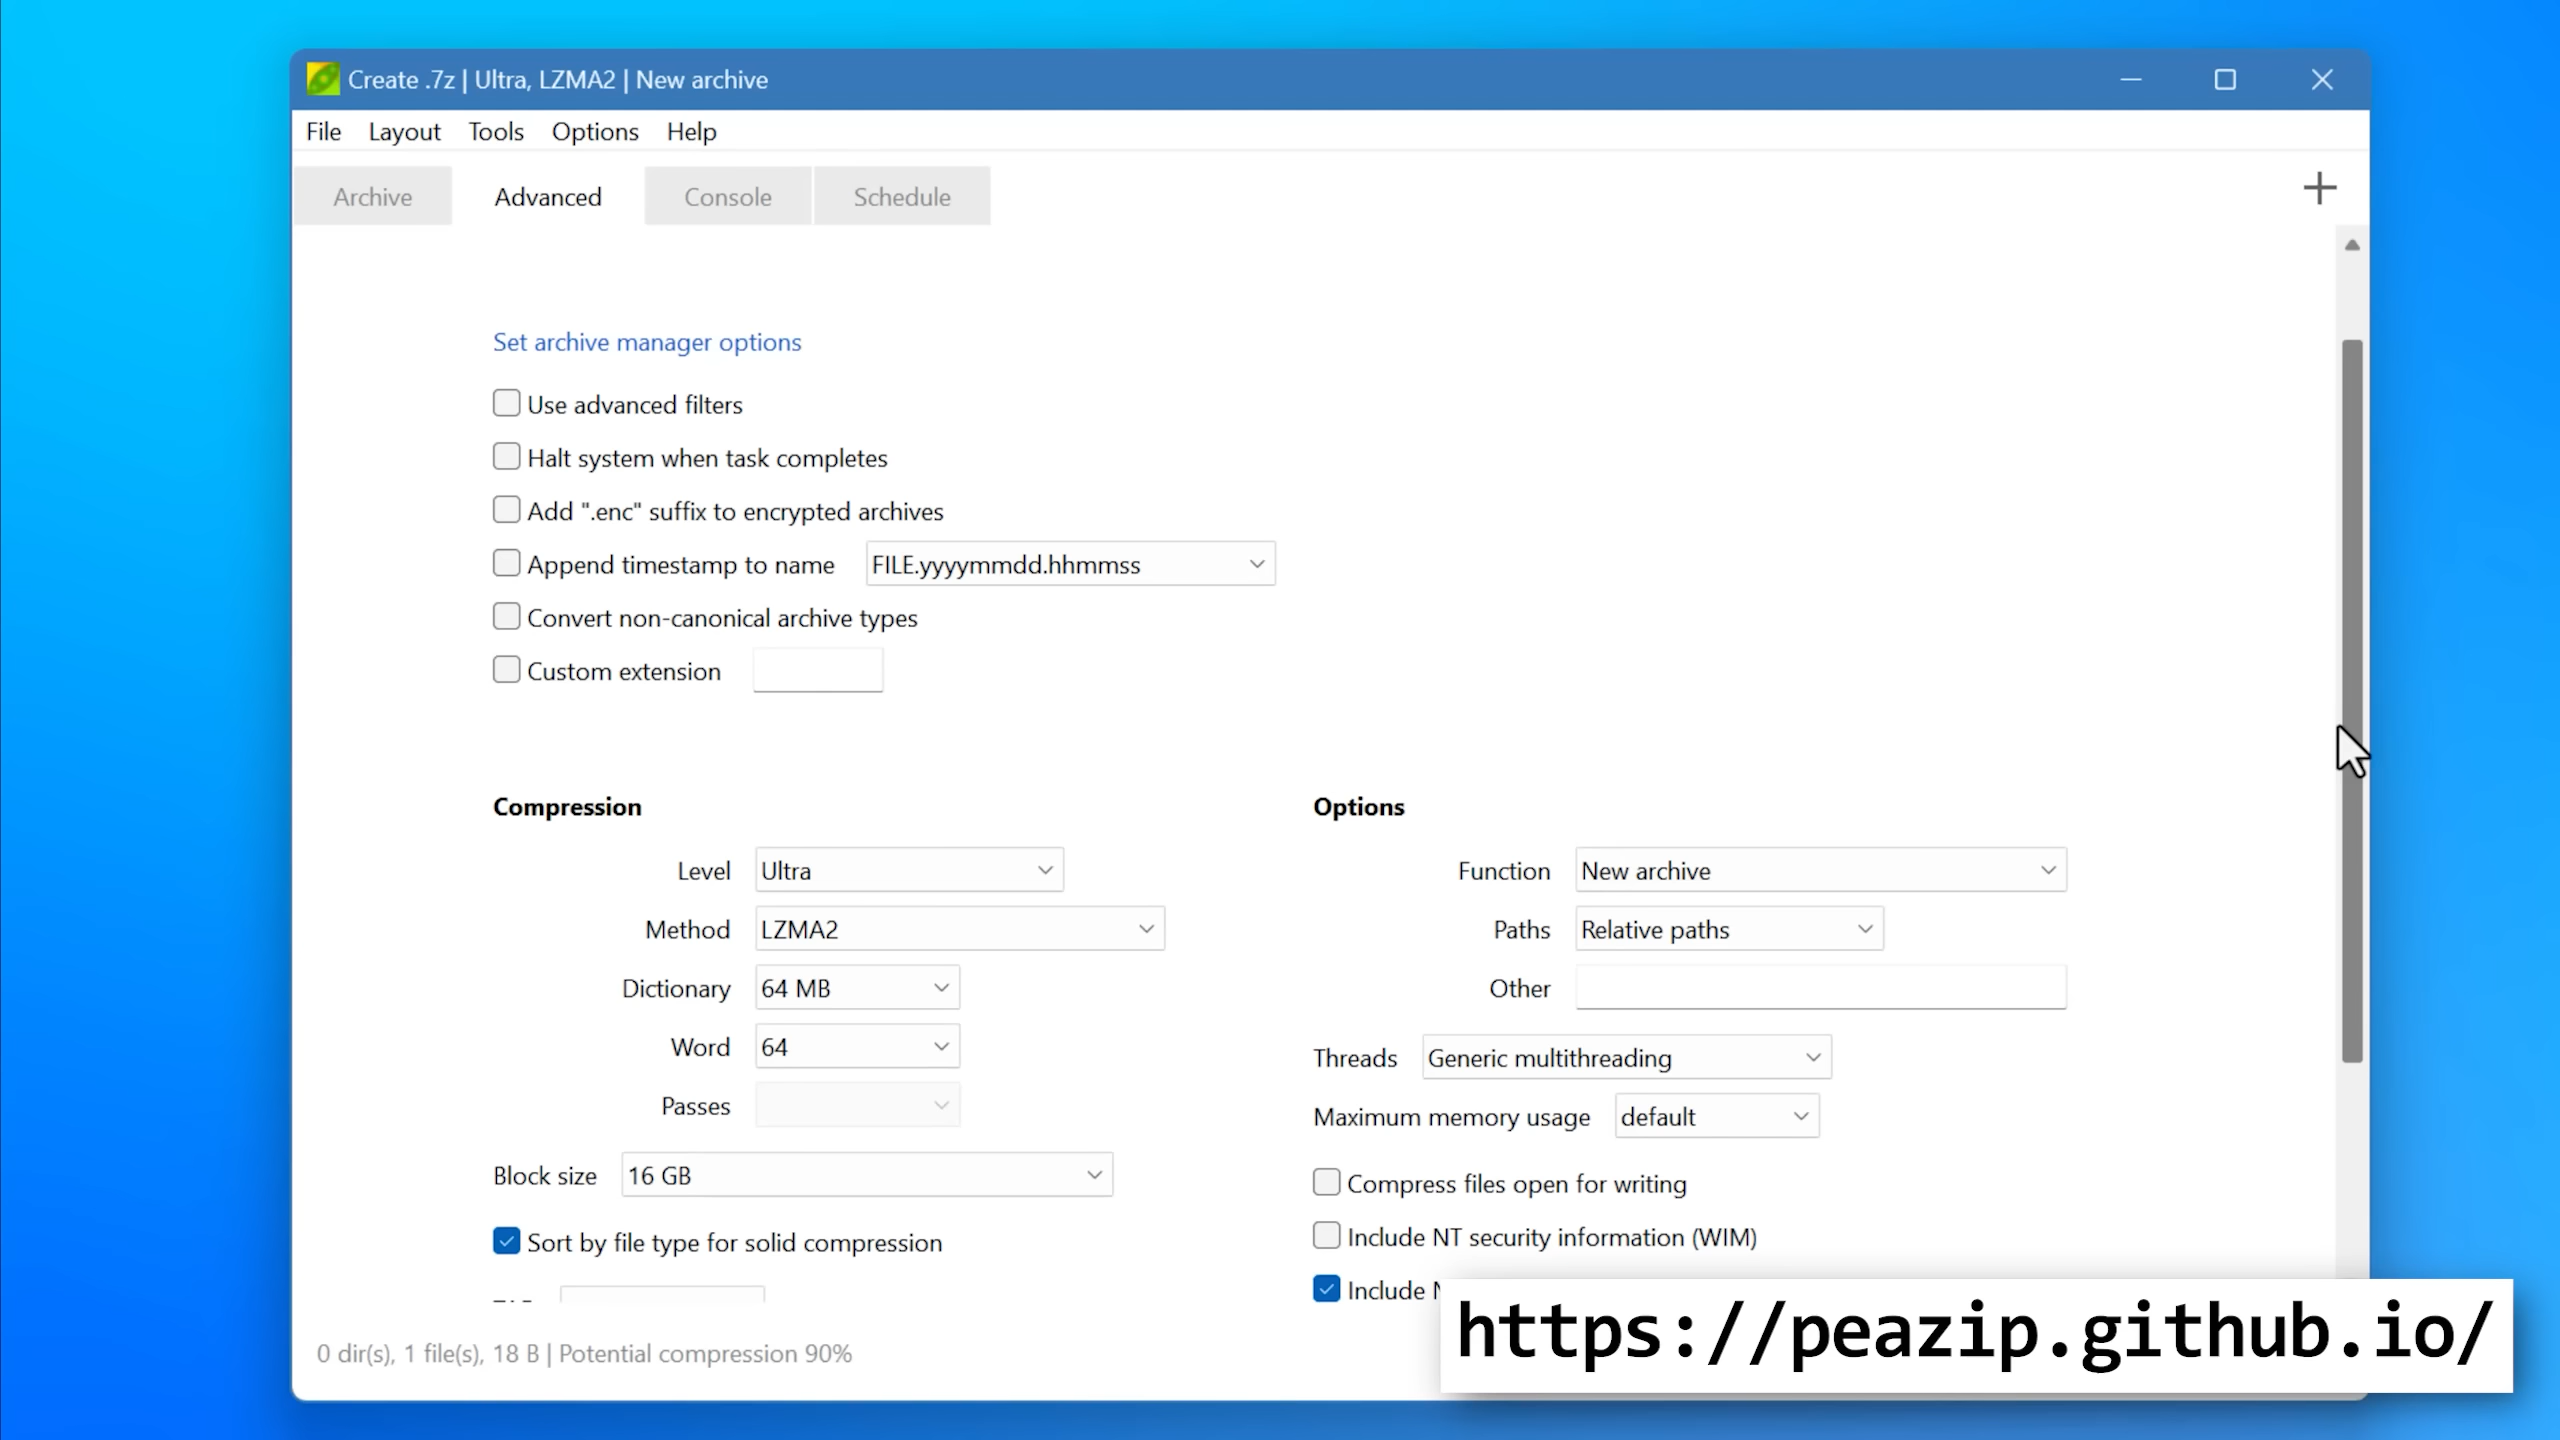 Create .7z | Ultra, LZMA2 | New archive
File Layout Tools Options Help
Archive Advanced Console Schedule
Set archive manager options
Use advanced filters
Halt system when task completes
Add ".enc" suffix to encrypted archives
Append timestamp to name FILE.yyyymmdd.hhmmss
Convert non-canonical archive types
Custom extension
Compression
Level Ultra
Method LZMA2
Dictionary 64 MB
Word 64
Passes
Block size 16 GB
Sort by file type for solid compression
Options
Function New archive
Paths Relative paths
Other
Threads Generic multithreading
Maximum memory usage default
Compress files open for writing
Include NT security information (WIM)
Include
0 dir(s), 1 file(s), 18 B | Potential compression 90%
https://peazip.github.io/